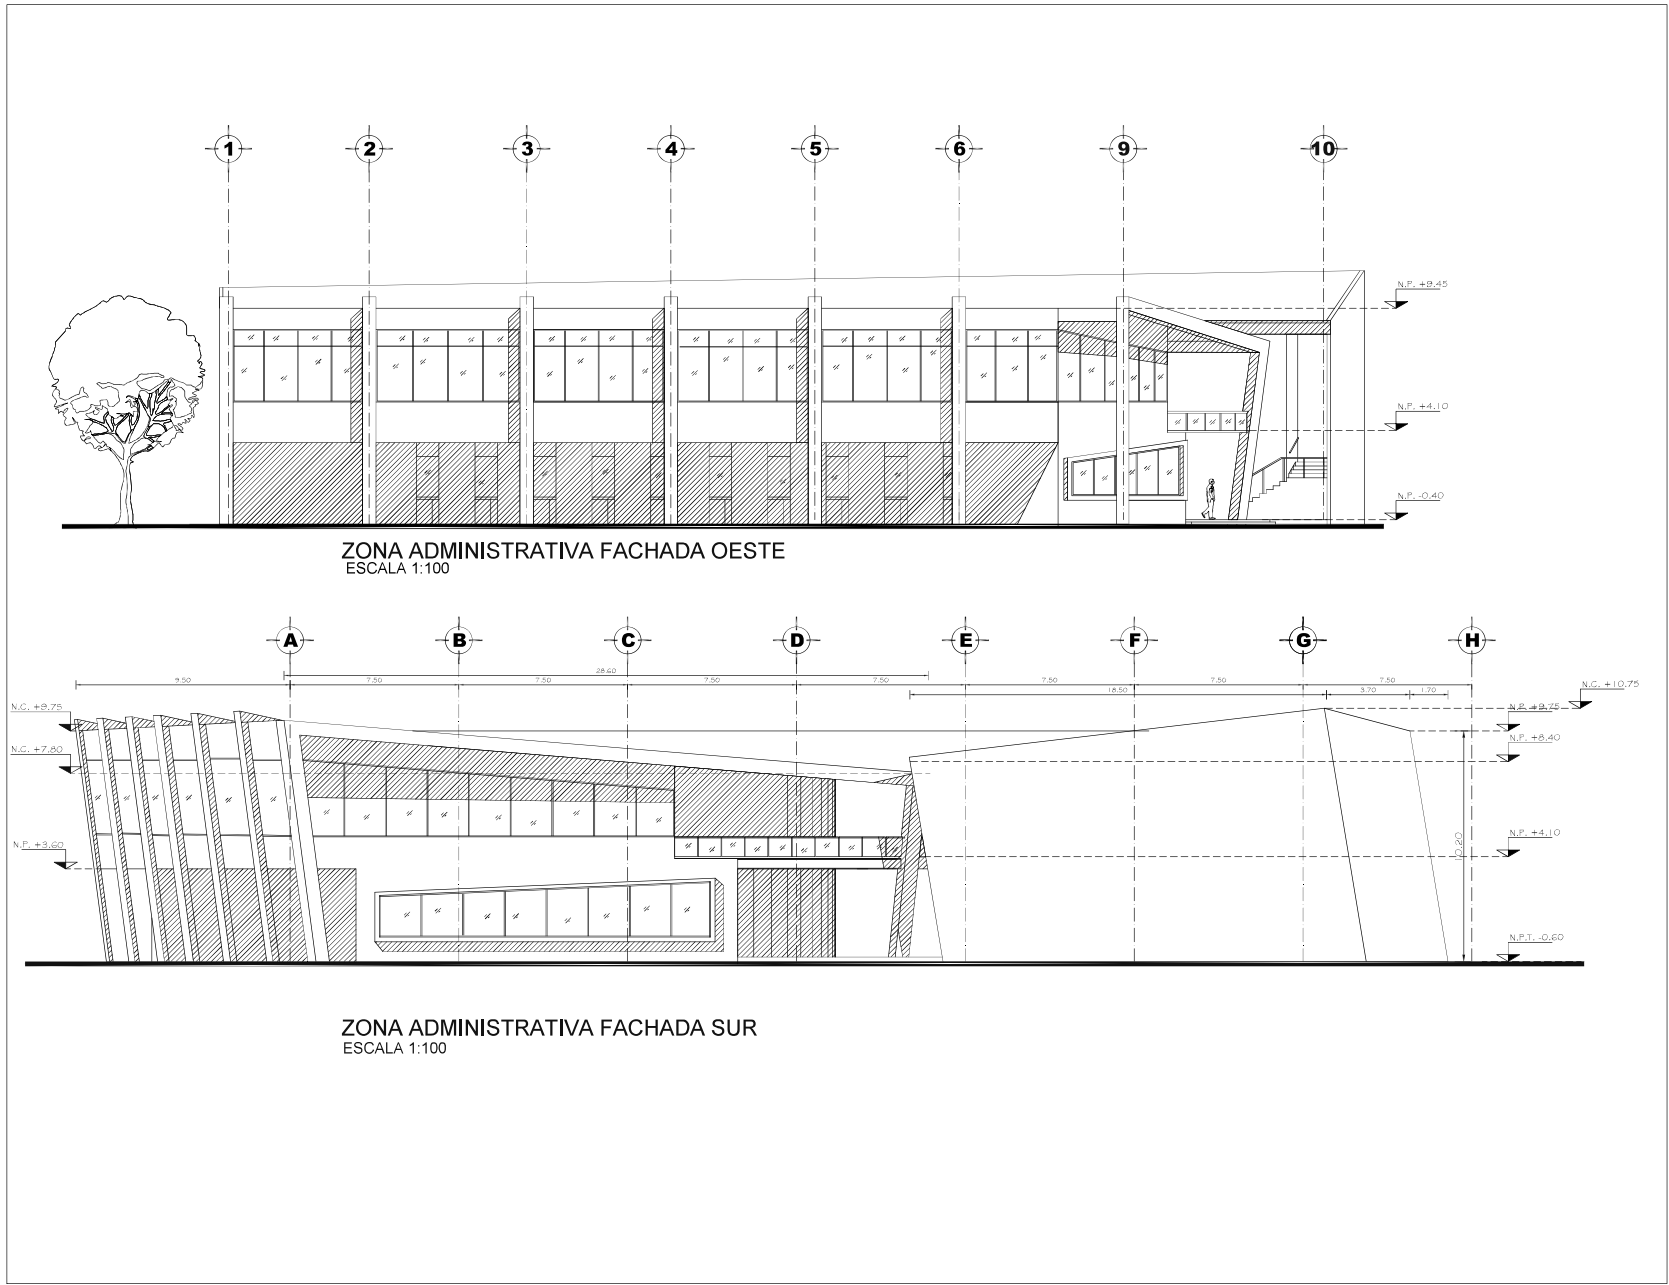 1 2 3 4 5 6 9 10
N.P. +9.45
N.P. +4.10
N.P. -0.40
ZONA ADMINISTRATIVA FACHADA OESTE
ESCALA 1:100
A B C D E F G H
28.60
9.50 7.50 7.50 7.50 7.50 7.50 7.50 7.50
18.50 3.70 1.70
N.C. +10.75
N.C. +9.75
N.P. +9.75
N.P. +8.40
N.C. +7.80
N.P. +4.10
N.P. +3.60
10.20
N.P.T. -0.60
ZONA ADMINISTRATIVA FACHADA SUR
ESCALA 1:100